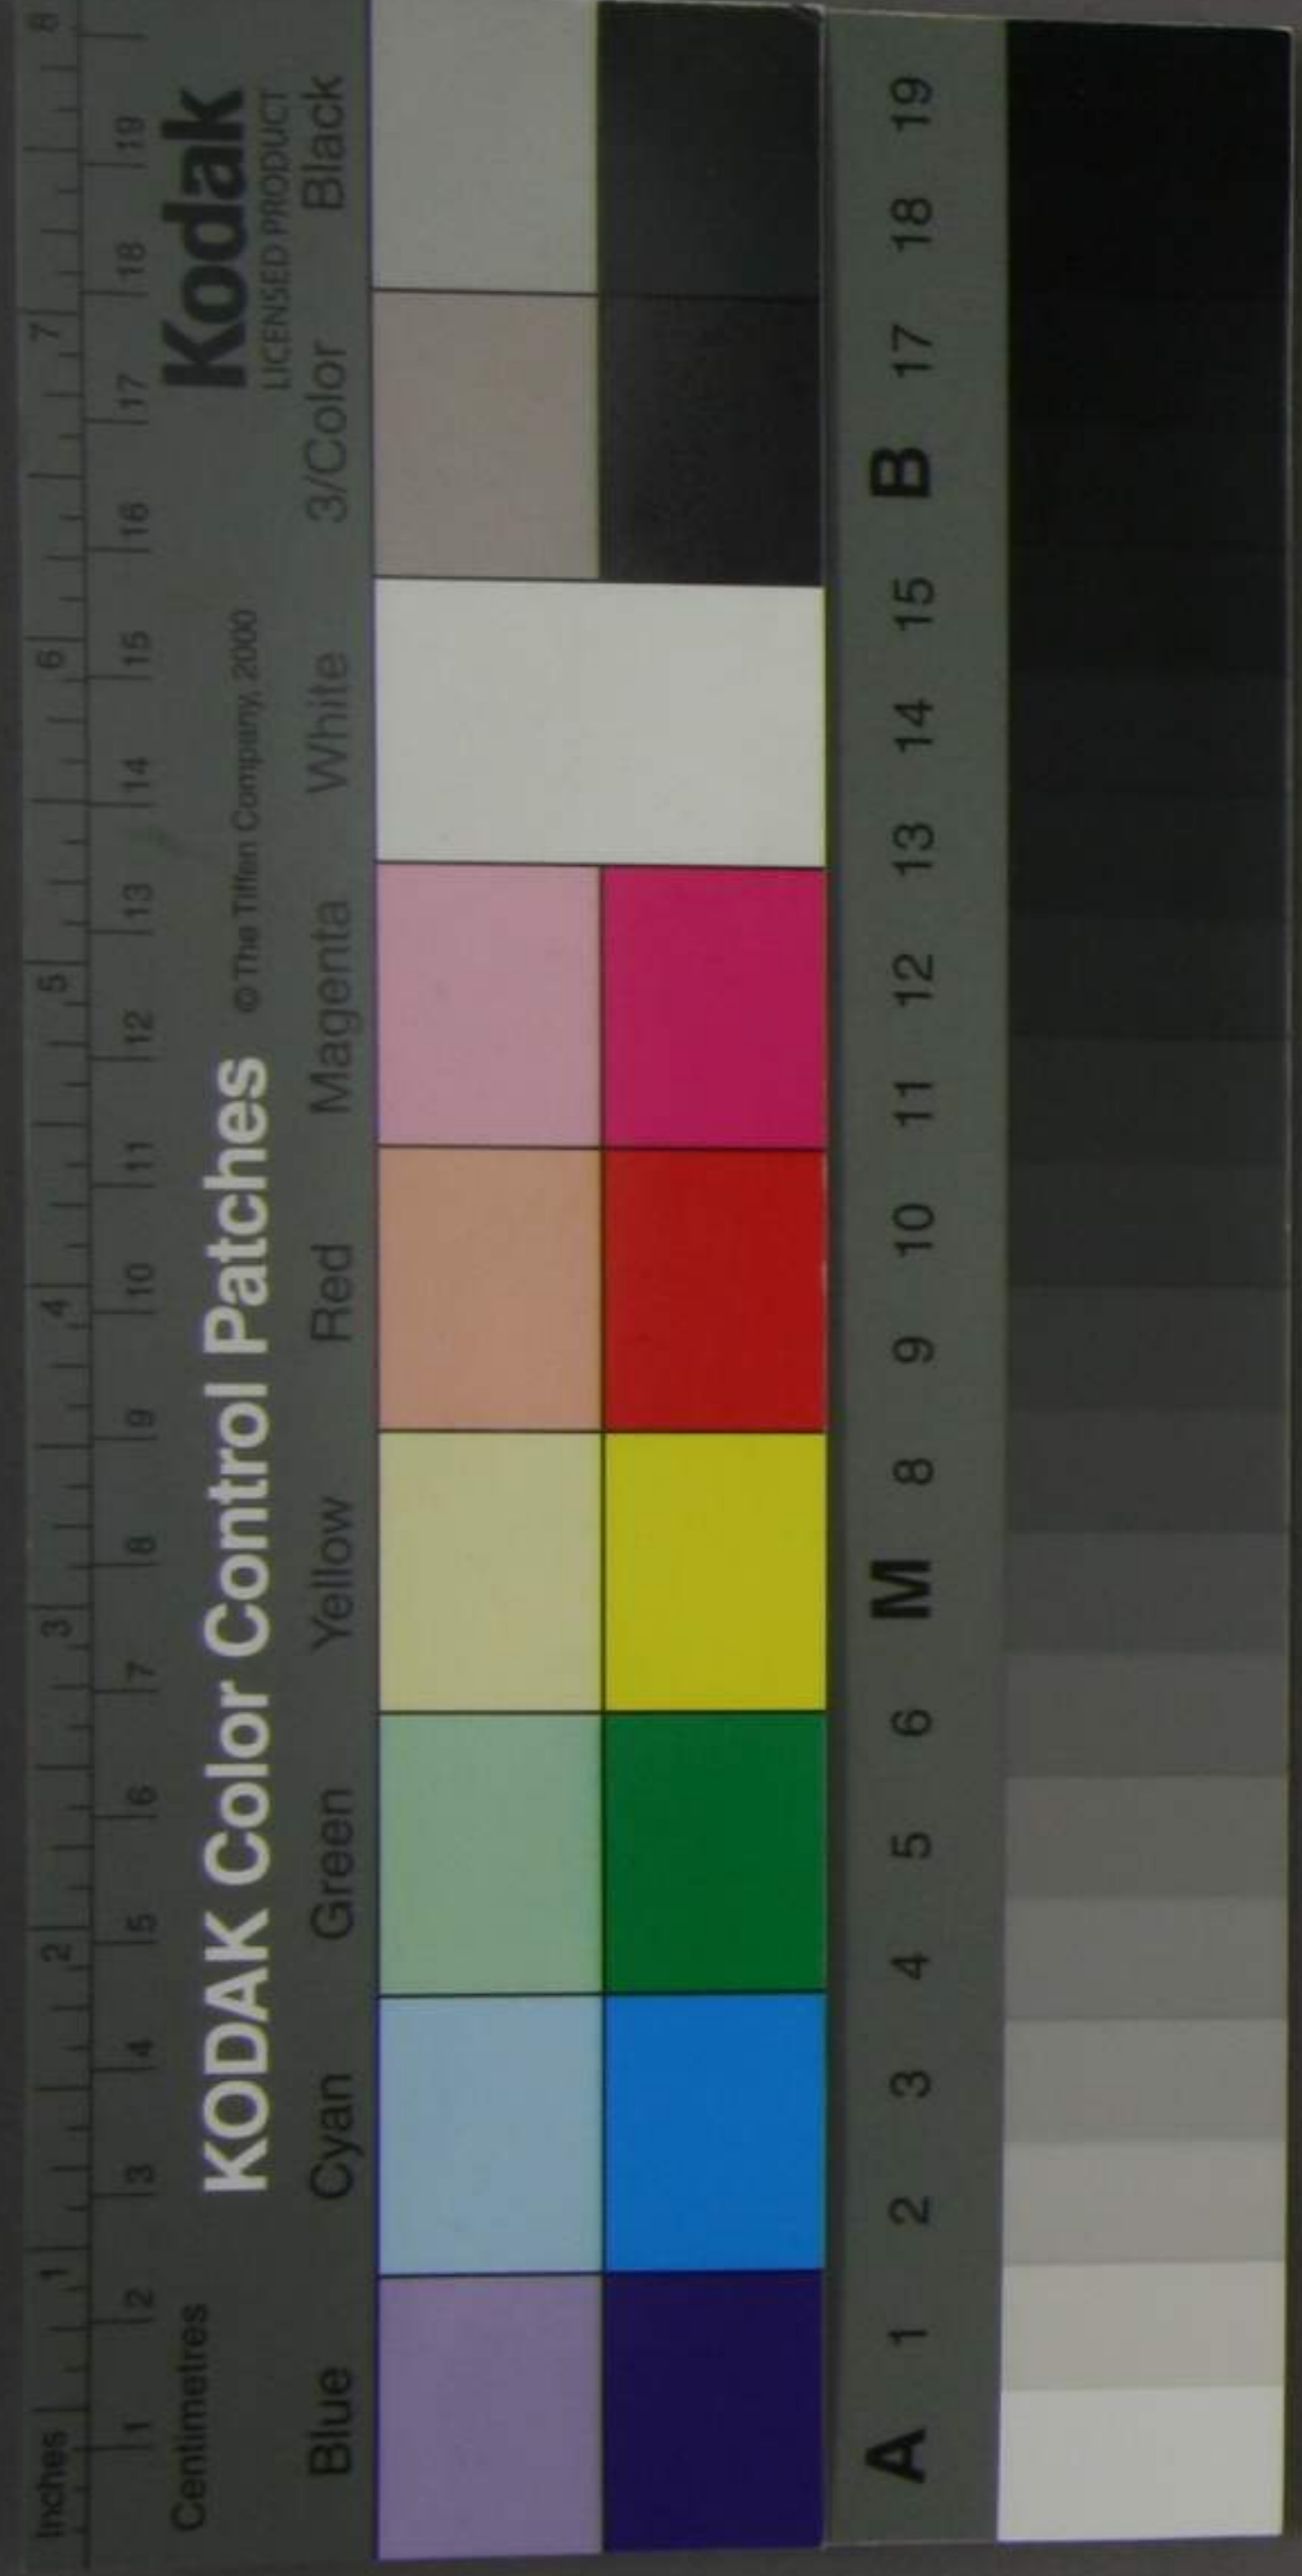 Inches 1 2 3 4 5 6 7 8
1 2 3 4 5 6 7 8 9 10 11 12 13 14 15 16 17 18 19
Centimetres
KODAK Color Control Patches © The Tiffen Company, 2000
Kodak
LICENSED PRODUCT
Blue Cyan Green Yellow Red Magenta White 3/Color Black
A 1 2 3 4 5 6 M 8 9 10 11 12 13 14 15 B 17 18 19